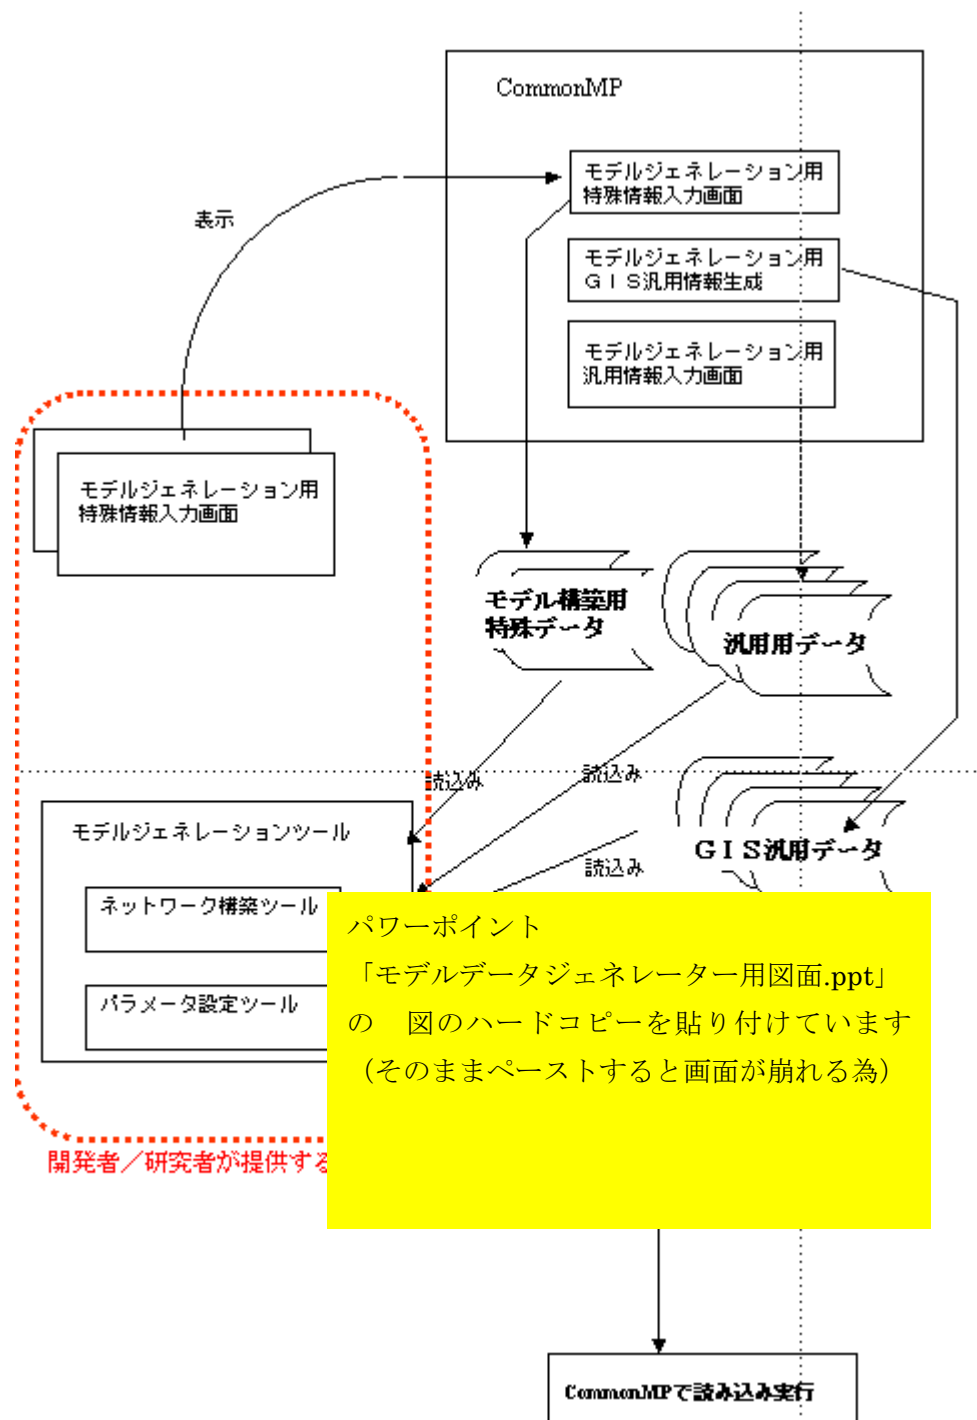 CommonMP
モデルジェネレーション用
特殊情報入力画面
表示
モデルジェネレーション用
ＧＩＳ汎用情報生成
モデルジェネレーション用
汎用情報入力画面
モデルジェネレーション用
特殊情報入力画面
モデル構築用
特殊データ
汎用用データ
読込み
読込み
モデルジェネレーションツール
ＧＩＳ汎用データ
読込み
ネットワーク構築ツール
パラメータ設定ツール
パワーポイント
「モデルデータジェネレーター用図面.ppt」
の　図のハードコピーを貼り付けています
（そのままペーストすると画面が崩れる為）
開発者／研究者が提供する
CommonMPで読み込み実行